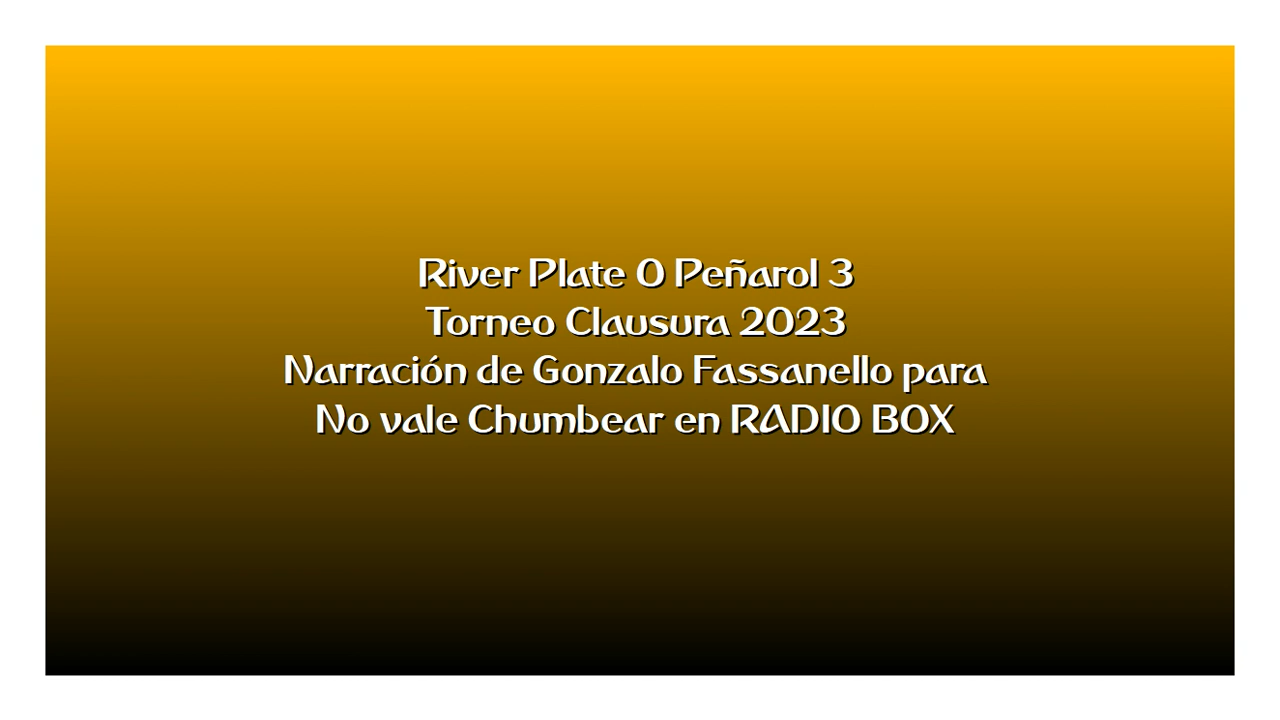 River Plate 0 Peñarol 3
Torneo Clausura 2023
Narración de Gonzalo Fassanello para
No vale Chumbear en RADIO BOX